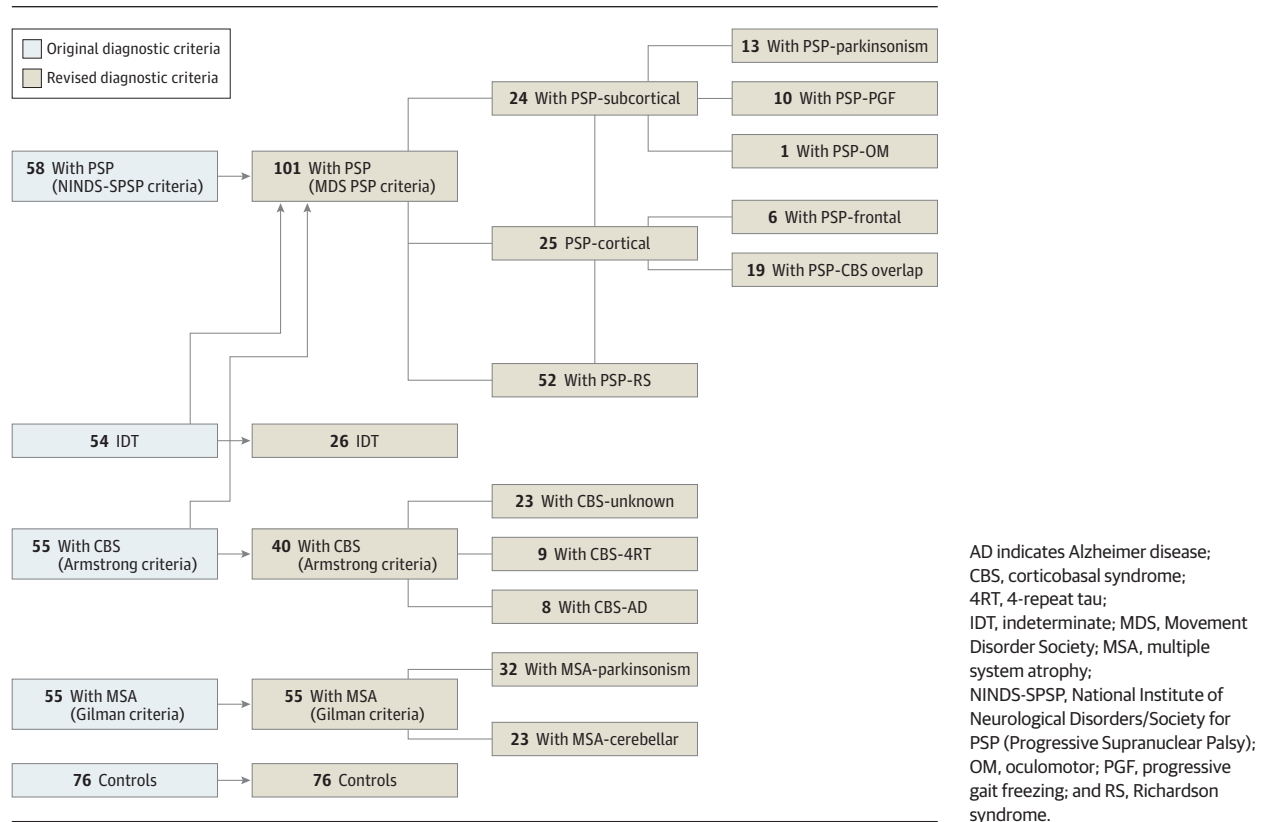 Original diagnostic criteria
Revised diagnostic criteria
58 With PSP
(NINDS-SPSP criteria)
101 With PSP
(MDS PSP criteria)
24 With PSP-subcortical
13 With PSP-parkinsonism
10 With PSP-PGF
1 With PSP-OM
25 PSP-cortical
6 With PSP-frontal
19 With PSP-CBS overlap
52 With PSP-RS
54 IDT
26 IDT
55 With CBS
(Armstrong criteria)
40 With CBS
(Armstrong criteria)
23 With CBS-unknown
9 With CBS-4RT
8 With CBS-AD
55 With MSA
(Gilman criteria)
55 With MSA
(Gilman criteria)
32 With MSA-parkinsonism
23 With MSA-cerebellar
76 Controls
76 Controls
AD indicates Alzheimer disease;
CBS, corticobasal syndrome;
4RT, 4-repeat tau;
IDT, indeterminate; MDS, Movement
Disorder Society; MSA, multiple
system atrophy;
NINDS-SPSP, National Institute of
Neurological Disorders/Society for
PSP (Progressive Supranuclear Palsy);
OM, oculomotor; PGF, progressive
gait freezing; and RS, Richardson
syndrome.